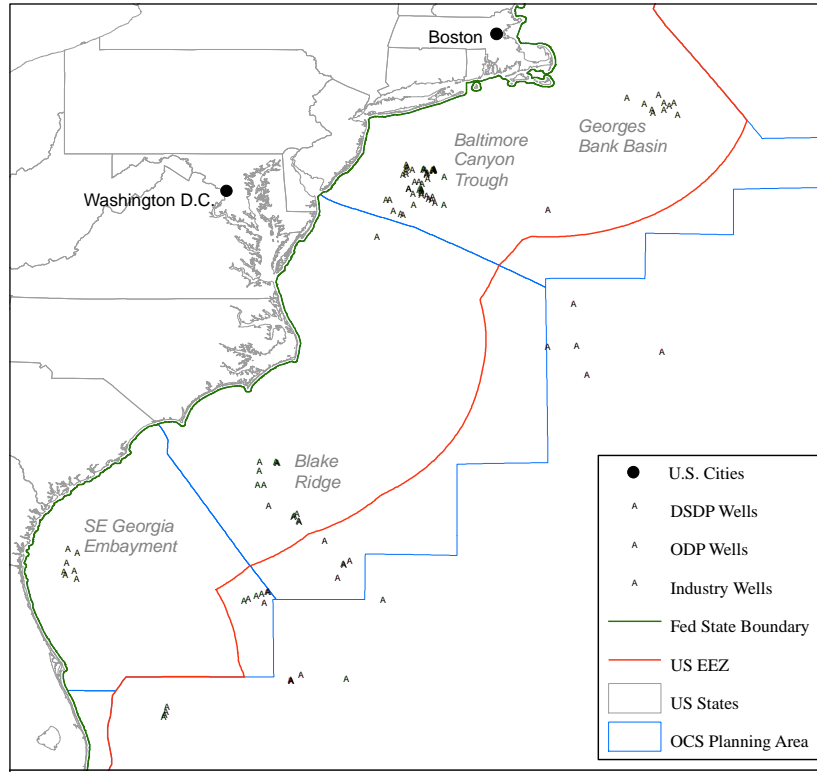 Boston
Georges
Bank Basin
Baltimore
Canyon
Trough
Washington D.C.
Blake
Ridge
SE Georgia
Embayment
U.S. Cities
A DSDP Wells
A ODP Wells
A Industry Wells
Fed State Boundary
US EEZ
US States
OCS Planning Area